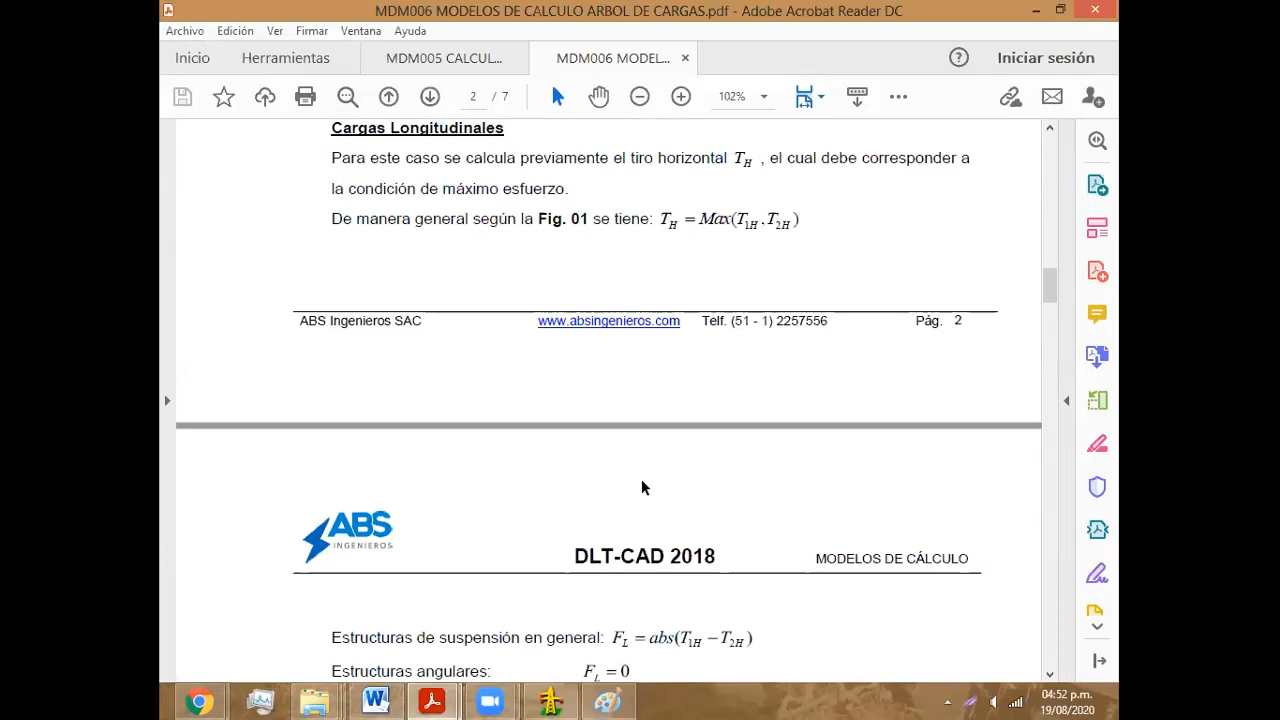 MDM006 MODELOS DE CALCULO ARBOL DE CARGAS.pdf - Adobe Acrobat Reader DC
Archivo Edición Ver Firmar Ventana Ayuda
Inicio Herramientas MDM005 CALCUL... MDM006 MODEL... × Iniciar sesión
2 / 7 102%
Cargas Longitudinales
Para este caso se calcula previamente el tiro horizontal T_H , el cual debe corresponder a
la condición de máximo esfuerzo.
De manera general según la Fig. 01 se tiene: T_H = Max(T_1H , T_2H)
ABS Ingenieros SAC www.absingenieros.com Telf. (51 - 1) 2257556 Pág. 2
ABS
INGENIEROS
DLT-CAD 2018 MODELOS DE CÁLCULO
Estructuras de suspensión en general: F_L = abs(T_1H − T_2H)
Estructuras angulares: F_L = 0
04:52 p.m.
19/08/2020